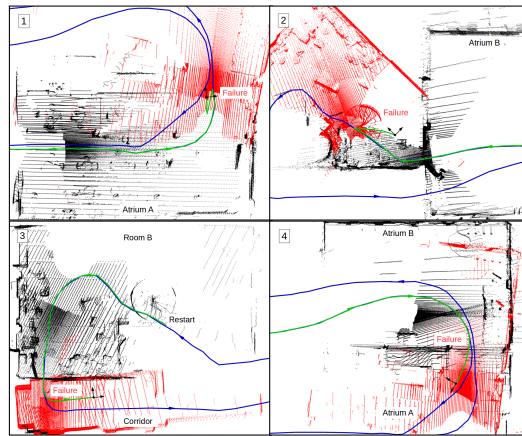 1
Failure
Atrium A
2
Atrium B
Failure
3
Room B
Restart
Failure
Corridor
4
Atrium B
Failure
Atrium A